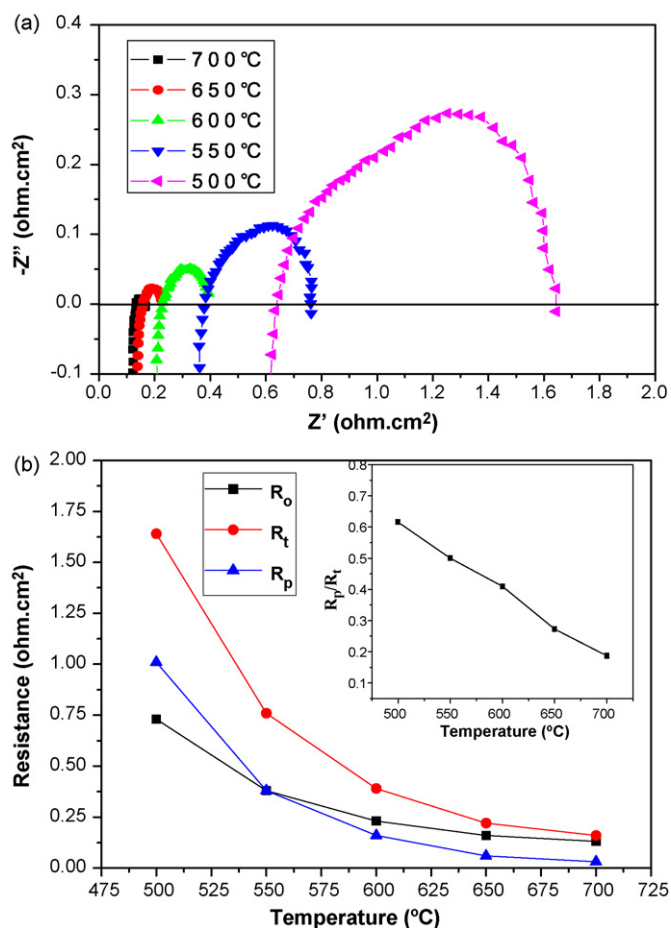 (a)
-Z'' (ohm.cm²)
0.4
0.3
0.2
0.1
0.0
-0.1
700℃
650℃
600℃
550℃
500℃
0.0 0.2 0.4 0.6 0.8 1.0 1.2 1.4 1.6 1.8 2.0
Z' (ohm.cm²)
(b)
Resistance (ohm.cm²)
2.00
1.75
1.50
1.25
1.00
0.75
0.50
0.25
0.00
Rₒ
Rₜ
Rₚ
Rₚ/Rₜ
0.8
0.7
0.6
0.5
0.4
0.3
0.2
0.1
500 550 600 650 700
Temperature (ºC)
475 500 525 550 575 600 625 650 675 700 725
Temperature (ºC)